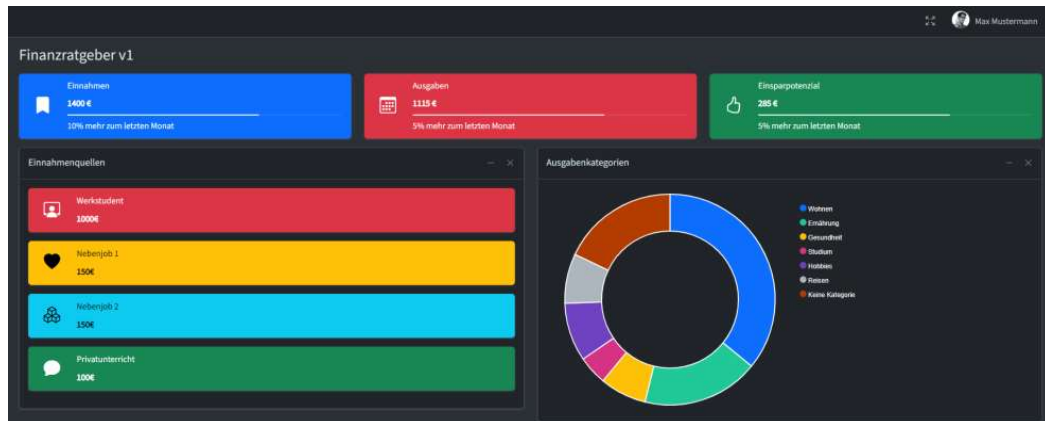 Max Mustermann
Finanzratgeber v1
Einnahmen
1400 €
10% mehr zum letzten Monat
Ausgaben
1115 €
5% mehr zum letzten Monat
Einsparpotenzial
285 €
5% mehr zum letzten Monat
Einnahmenquellen
Werkstudent
1000€
Nebenjob 1
150€
Nebenjob 2
150€
Privatunterricht
100€
Ausgabenkategorien
Wohnen
Ernährung
Gesundheit
Studium
Hobbies
Reisen
Keine Kategorie